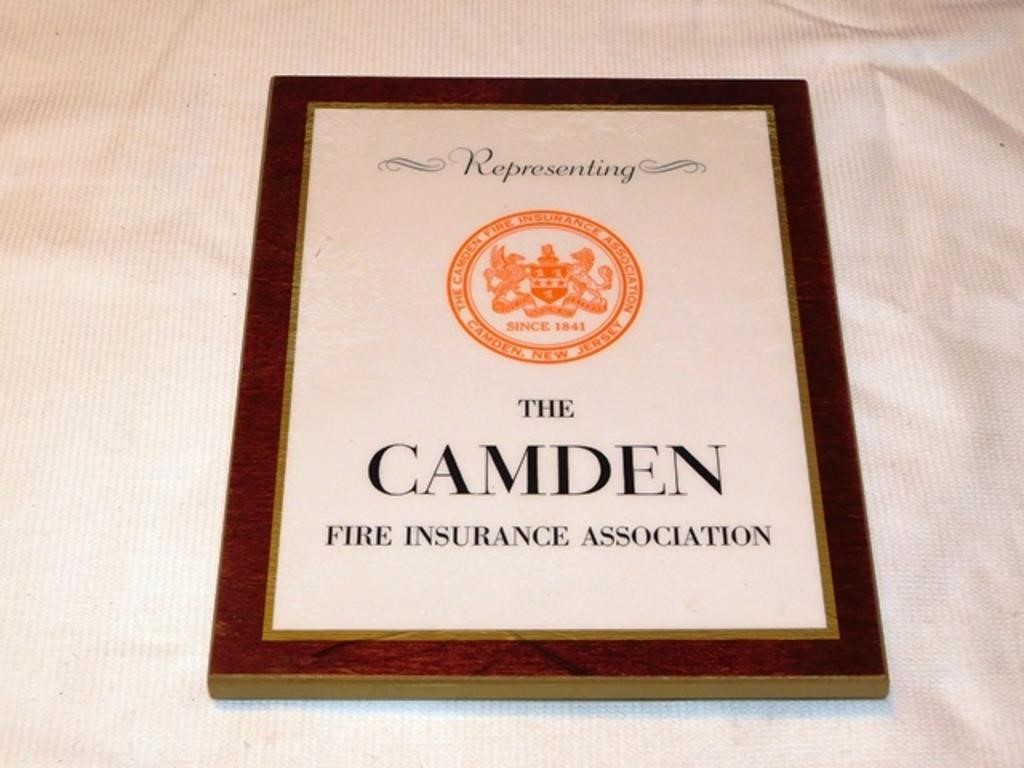 Representing
THE CAMDEN FIRE INSURANCE ASSOCIATION
SINCE 1841
CAMDEN, NEW JERSEY
THE
CAMDEN
FIRE INSURANCE ASSOCIATION